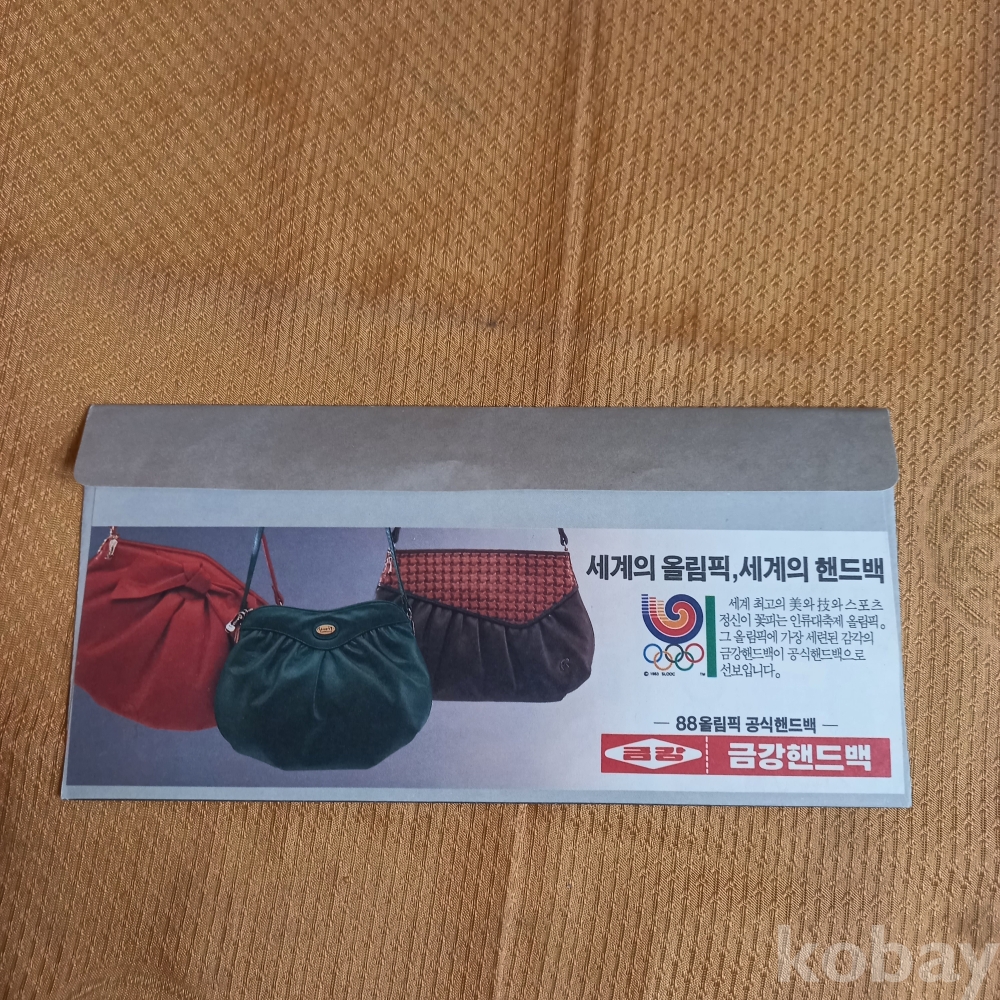 세계의 올림픽,세계의 핸드백
세계 최고의 美와 技와 스포츠
정신이 꽃피는 인류대축제 올림픽。
그 올림픽에 가장 세련된 감각의
금강핸드백이 공식핸드백으로
선보입니다。
© 1983 SLOOC TM
— 88올림픽 공식핸드백 —
금강 금강핸드백
kobay